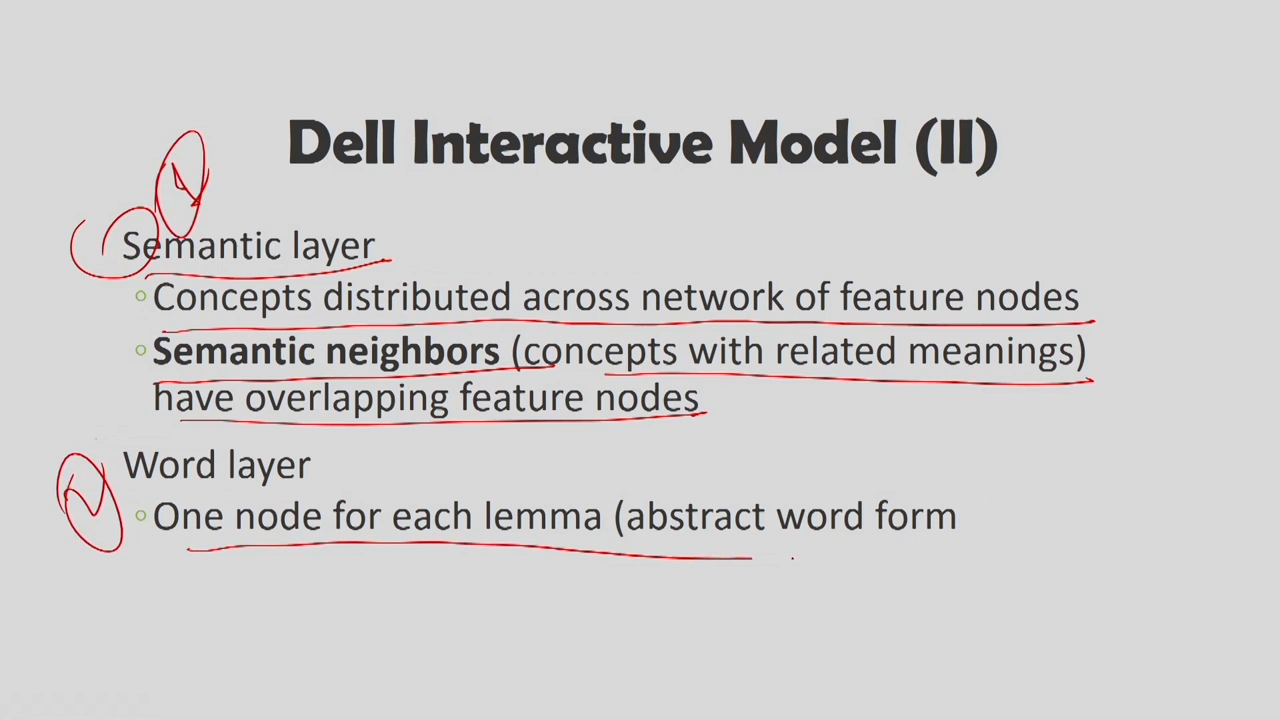 Dell Interactive Model (II)
Semantic layer
Concepts distributed across network of feature nodes
Semantic neighbors (concepts with related meanings)
have overlapping feature nodes
Word layer
One node for each lemma (abstract word form